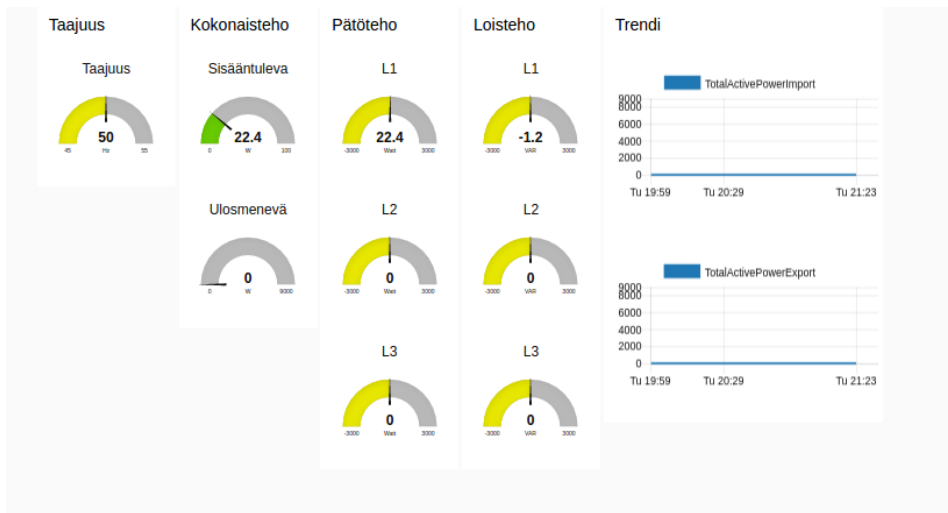 Taajuus
Taajuus
50
45 Hz 55
Kokonaisteho
Sisääntuleva
22.4
0 W 100
Ulosmenevä
0
0 W 9000
Pätöteho
L1
22.4
-3000 Watt 3000
L2
0
-3000 Watt 3000
L3
0
-3000 Watt 3000
Loisteho
L1
-1.2
-3000 VAR 3000
L2
0
-3000 VAR 3000
L3
0
-3000 VAR 3000
Trendi
TotalActivePowerImport
9000
8000
6000
4000
2000
0
Tu 19:59 Tu 20:29 Tu 21:23
TotalActivePowerExport
9000
8000
6000
4000
2000
0
Tu 19:59 Tu 20:29 Tu 21:23